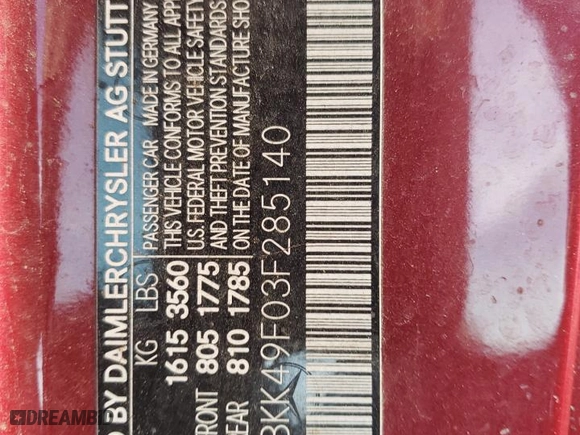 D BY DAIMLERCHRYSLER AG STUTT
KG LBS PASSENGER CAR MADE IN GERMANY
1615 3560 THIS VEHICLE CONFORMS TO ALL APP
U.S. FEDERAL MOTOR VEHICLE SAFETY
RONT 805 1775 AND THEFT PREVENTION STANDARDS
EAR 810 1785 ON THE DATE OF MANUFACTURE SHO
BKK49F03F285140
DREAMBID